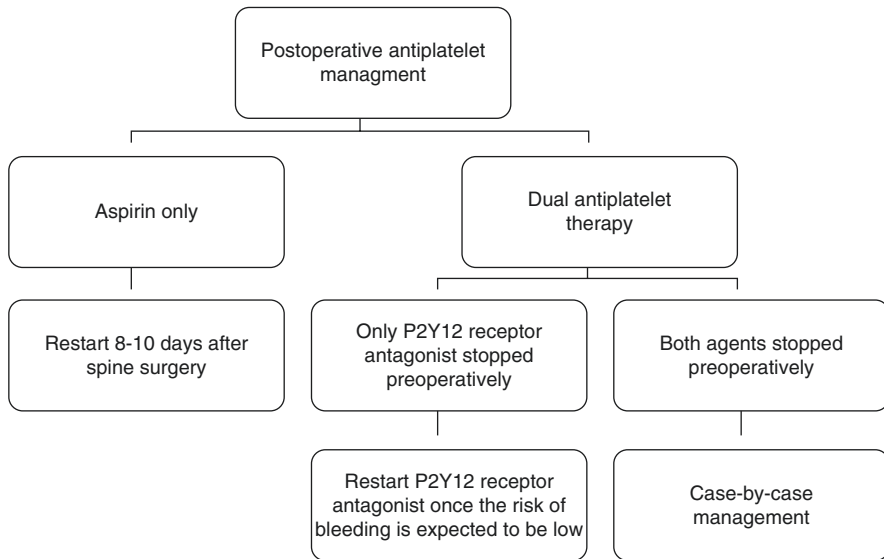 Postoperative antiplatelet
managment
Aspirin only
Dual antiplatelet
therapy
Restart 8-10 days after
spine surgery
Only P2Y12 receptor
antagonist stopped
preoperatively
Both agents stopped
preoperatively
Restart P2Y12 receptor
antagonist once the risk of
bleeding is expected to be low
Case-by-case
management